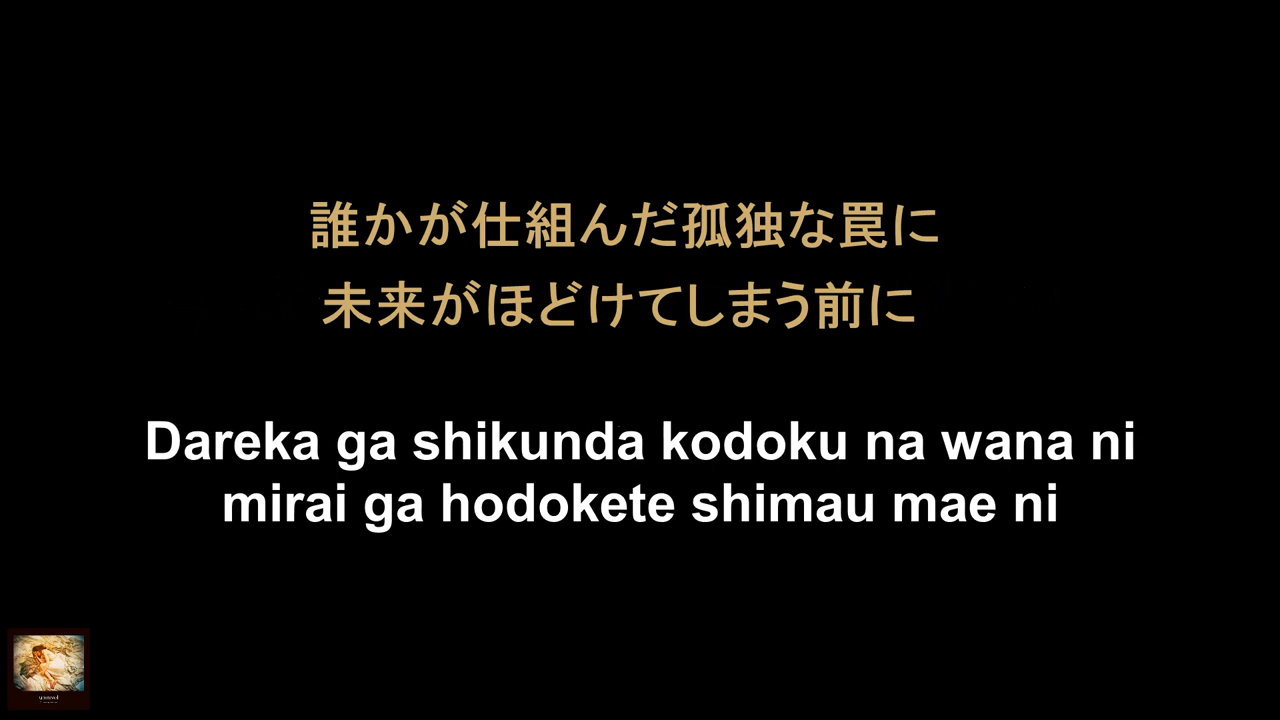 誰かが仕組んだ孤独な罠に
未来がほどけてしまう前に
Dareka ga shikunda kodoku na wana ni
mirai ga hodokete shimau mae ni
unravel